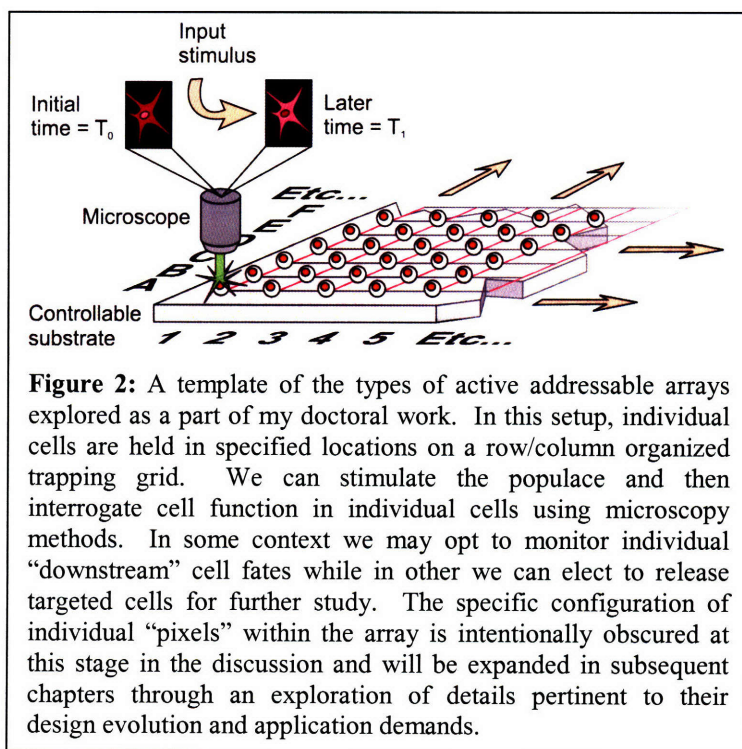 Input
stimulus
Initial
time = T0
Later
time = T1
Microscope
Etc...
F
E
D
C
B
A
Controllable
substrate
1 2 3 4 5 Etc...
Figure 2: A template of the types of active addressable arrays
explored as a part of my doctoral work. In this setup, individual
cells are held in specified locations on a row/column organized
trapping grid. We can stimulate the populace and then
interrogate cell function in individual cells using microscopy
methods. In some context we may opt to monitor individual
“downstream” cell fates while in other we can elect to release
targeted cells for further study. The specific configuration of
individual “pixels” within the array is intentionally obscured at
this stage in the discussion and will be expanded in subsequent
chapters through an exploration of details pertinent to their
design evolution and application demands.